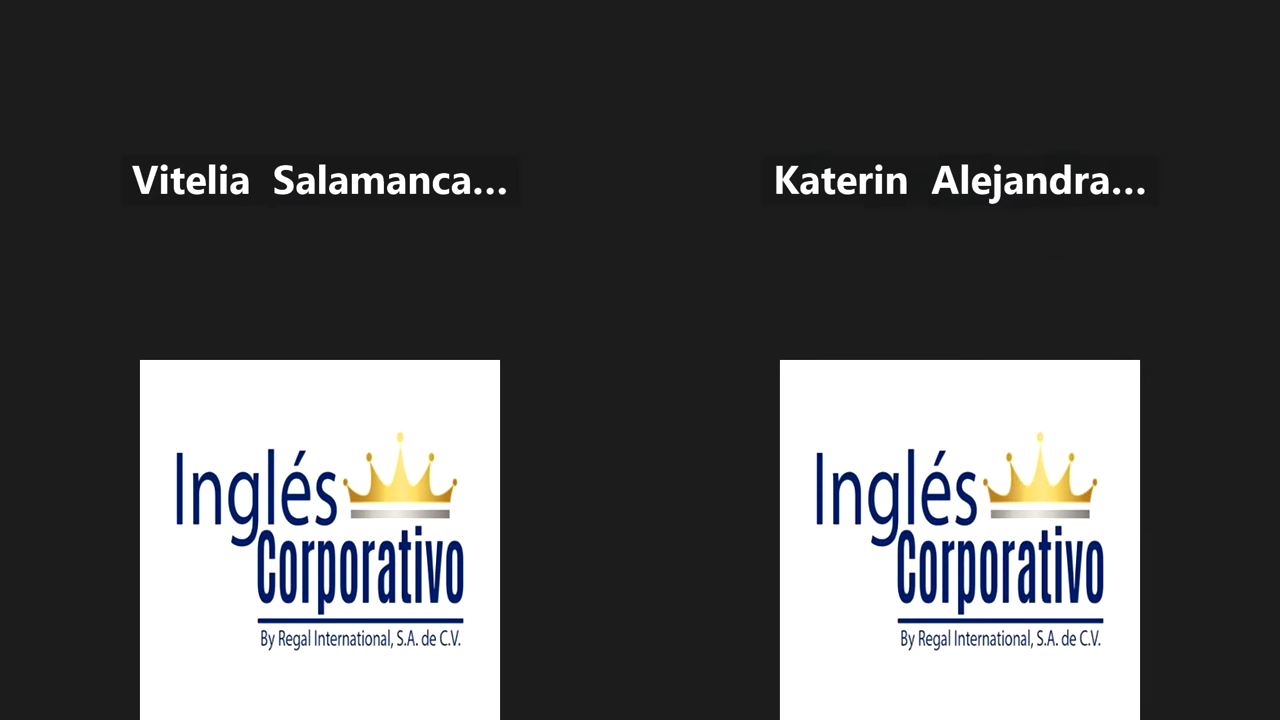 Vitelia Salamanca...
Katerin Alejandra...
Inglés
Corporativo
By Regal International, S.A. de C.V.
Inglés
Corporativo
By Regal International, S.A. de C.V.